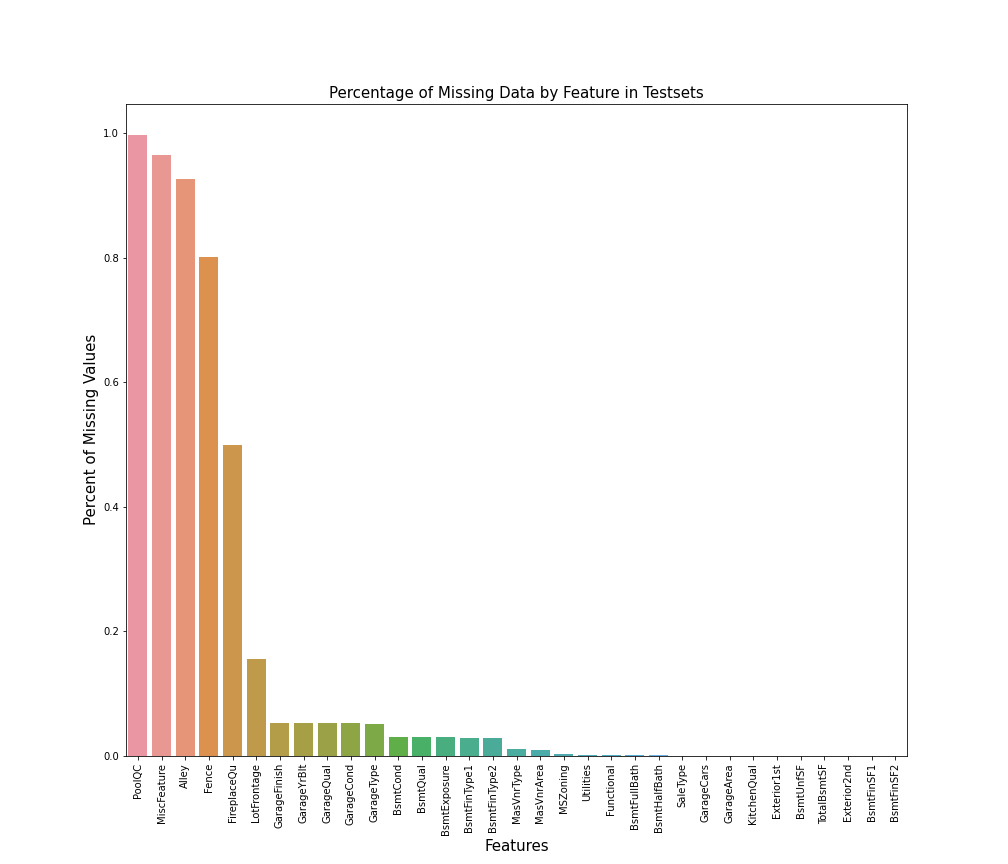 Percentage of Missing Data by Feature in Testsets
Percent of Missing Values
1.0
0.8
0.6
0.4
0.2
0.0
PoolQC
MiscFeature
Alley
Fence
FireplaceQu
LotFrontage
GarageFinish
GarageYrBlt
GarageQual
GarageCond
GarageType
BsmtCond
BsmtQual
BsmtExposure
BsmtFinType1
BsmtFinType2
MasVnrType
MasVnrArea
MSZoning
Utilities
Functional
BsmtFullBath
BsmtHalfBath
SaleType
GarageCars
GarageArea
KitchenQual
Exterior1st
BsmtUnfSF
TotalBsmtSF
Exterior2nd
BsmtFinSF1
BsmtFinSF2
Features